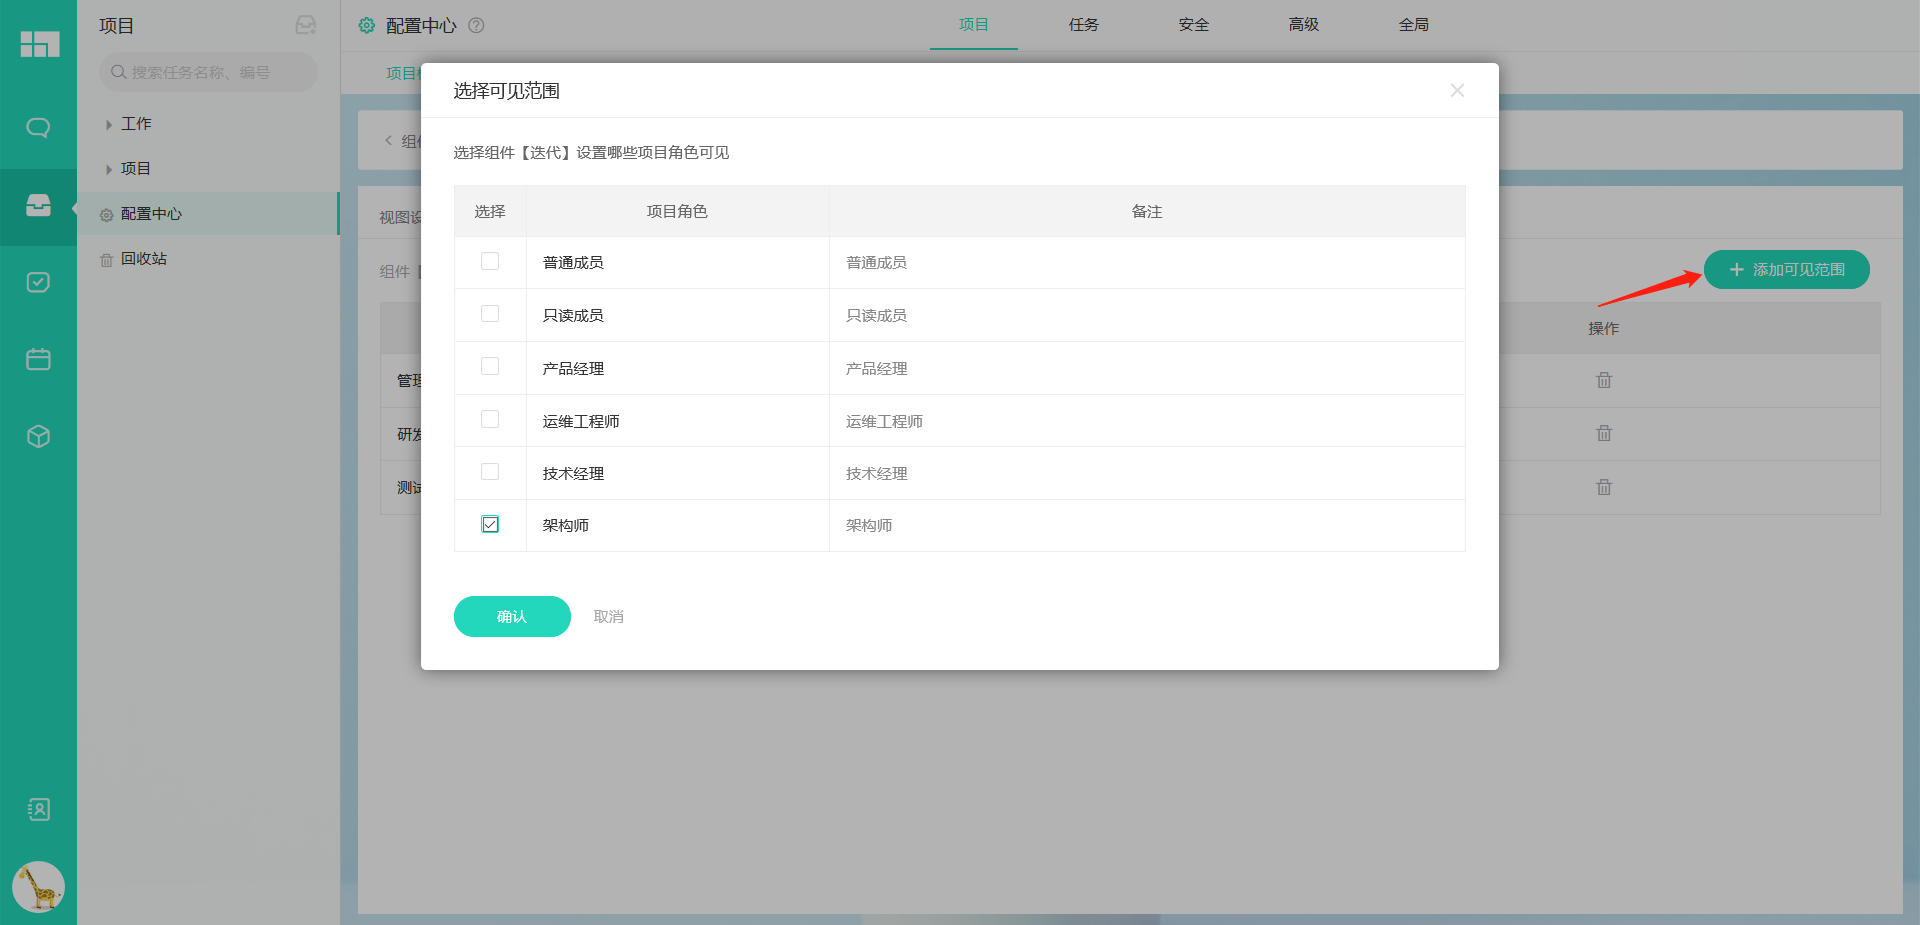 项目
搜索任务名称、编号
工作
项目
配置中心
回收站
配置中心
项目
任务
安全
高级
全局
项目
选择可见范围
选择组件【迭代】设置哪些项目角色可见
选择 项目角色 备注
普通成员 普通成员
只读成员 只读成员
产品经理 产品经理
运维工程师 运维工程师
技术经理 技术经理
架构师 架构师
确认 取消
视图
组件【
添加可见范围
操作
管理
研发
测试